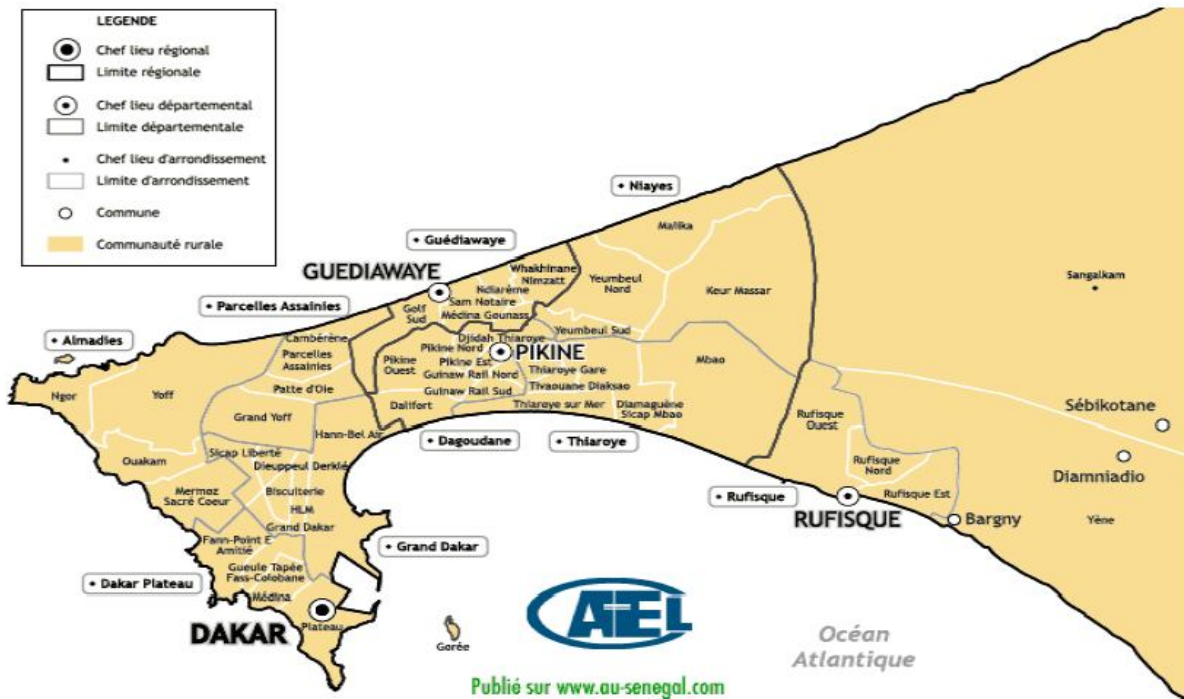 LEGENDE
Chef lieu régional
Limite régionale
Chef lieu départemental
Limite départementale
Chef lieu d'arrondissement
Limite d'arrondissement
Commune
Communauté rurale
• Niayes
• Guédiawaye
GUEDIAWAYE
• Parcelles Assainies
• Almadies
Malika
Whakhinane
Nimzatt
Yeumbeul
Nord
Keur Massar
Sangalkam
Ndiarème
Sam Notaire
Golf
Sud
Médina Gounass
Cambérène
Parcelles
Assainies
Patte d'Oie
Djidah Thiaroye
Yeumbeul Sud
Pikine Nord
PIKINE
Pikine
Ouest
Pikine Est
Guinaw Rail Nord
Guinaw Rail Sud
Thiaroye Gare
Tivaouane Diaksao
Mbao
Dalifort
Thiaroye sur Mer
Diamaguène
Sicap Mbao
Ngor
Yoff
Grand Yoff
Hann-Bel Air
• Dagoudane
• Thiaroye
Rufisque
Ouest
Sébikotane
Ouakam
Sicap Liberté
Dieuppeul Derklé
Rufisque
Nord
Diamniadio
Mermoz
Sacré Coeur
Biscuiterie
HLM
Grand Dakar
• Rufisque
RUFISQUE
Rufisque Est
Bargny
Yène
Fann-Point E
Amitié
• Grand Dakar
Gueule Tapée
Fass-Colobane
• Dakar Plateau
Médina
DAKAR
Plateau
Gorée
AEL
Océan
Atlantique
Publié sur www.au-senegal.com